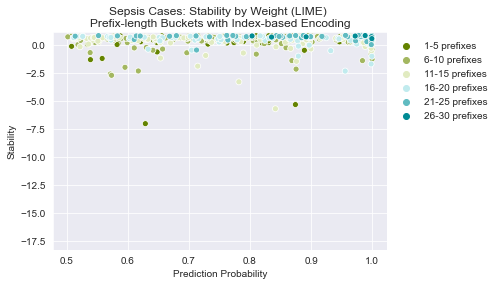 Sepsis Cases: Stability by Weight (LIME)
Prefix-length Buckets with Index-based Encoding
0.0
−2.5
−5.0
−7.5
−10.0
−12.5
−15.0
−17.5
Stability
0.5 0.6 0.7 0.8 0.9 1.0
Prediction Probability
1-5 prefixes
6-10 prefixes
11-15 prefixes
16-20 prefixes
21-25 prefixes
26-30 prefixes